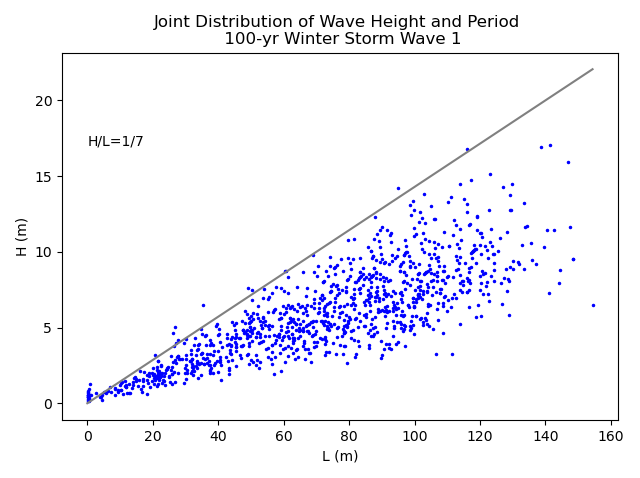 Joint Distribution of Wave Height and Period
100-yr Winter Storm Wave 1
20
15
10
5
0
H (m)
H/L=1/7
0 20 40 60 80 100 120 140 160
L (m)